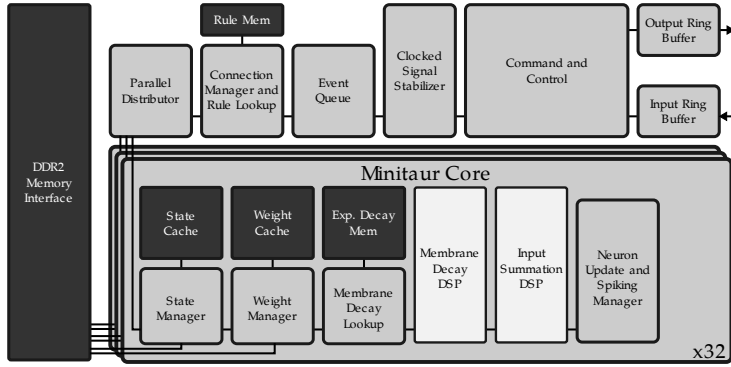 DDR2
Memory
Interface
Rule Mem
Parallel
Distributor
Connection
Manager and
Rule Lookup
Event
Queue
Clocked
Signal
Stabilizer
Command and
Control
Output Ring
Buffer
Input Ring
Buffer
Minitaur Core
State
Cache
Weight
Cache
Exp. Decay
Mem
State
Manager
Weight
Manager
Membrane
Decay
Lookup
Membrane
Decay
DSP
Input
Summation
DSP
Neuron
Update and
Spiking
Manager
x32